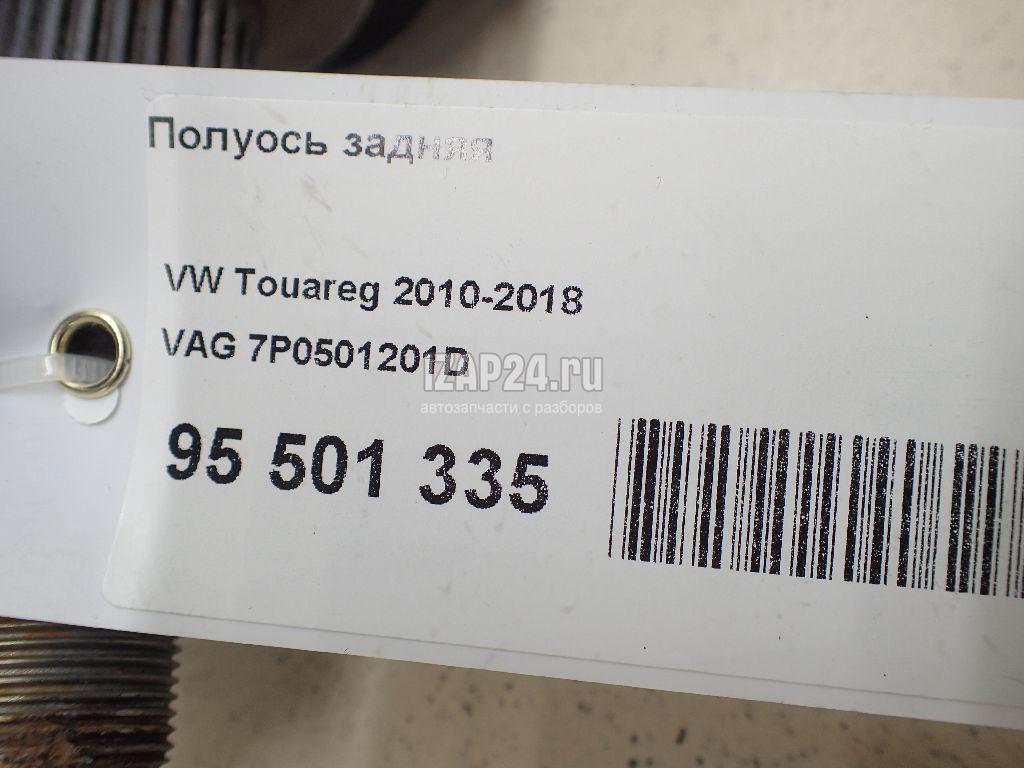 Полуось задняя
VW Touareg 2010-2018
VAG 7P0501201D
IZAP24.ru
автозапчасти с разборов
95 501 335